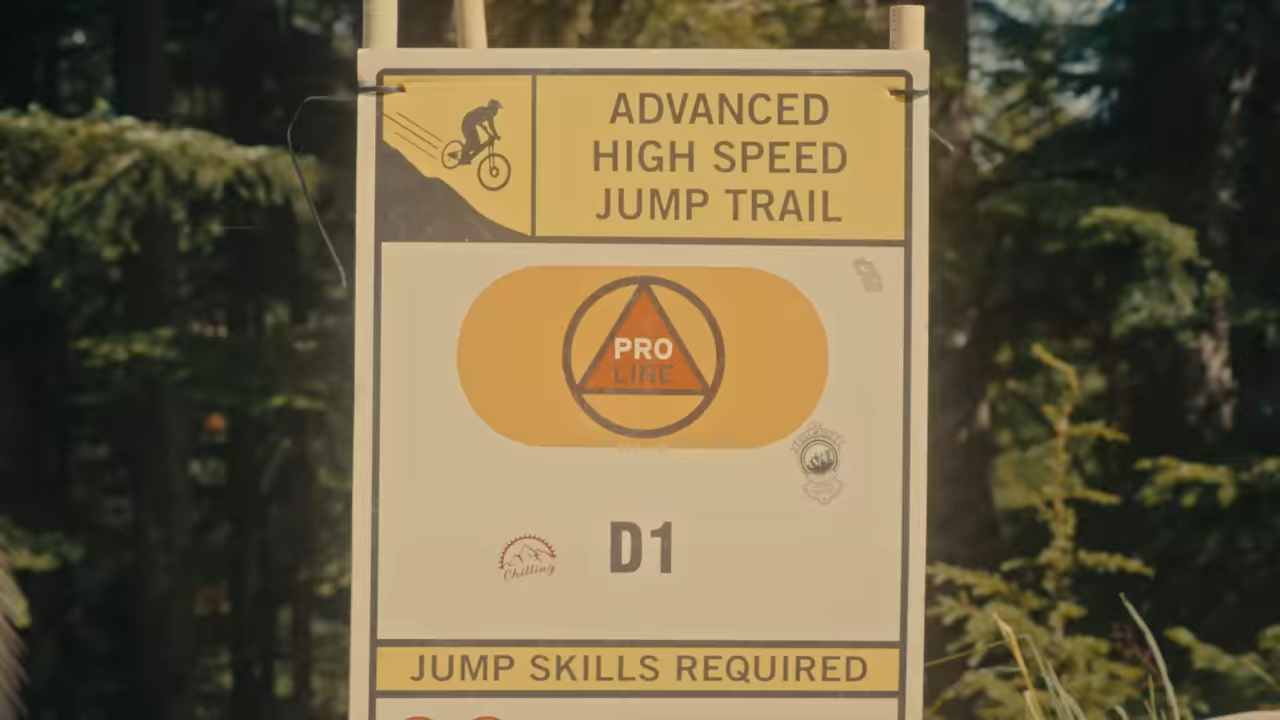 ADVANCED
HIGH SPEED
JUMP TRAIL
PRO
LINE
D1
Chilling
JUMP SKILLS REQUIRED